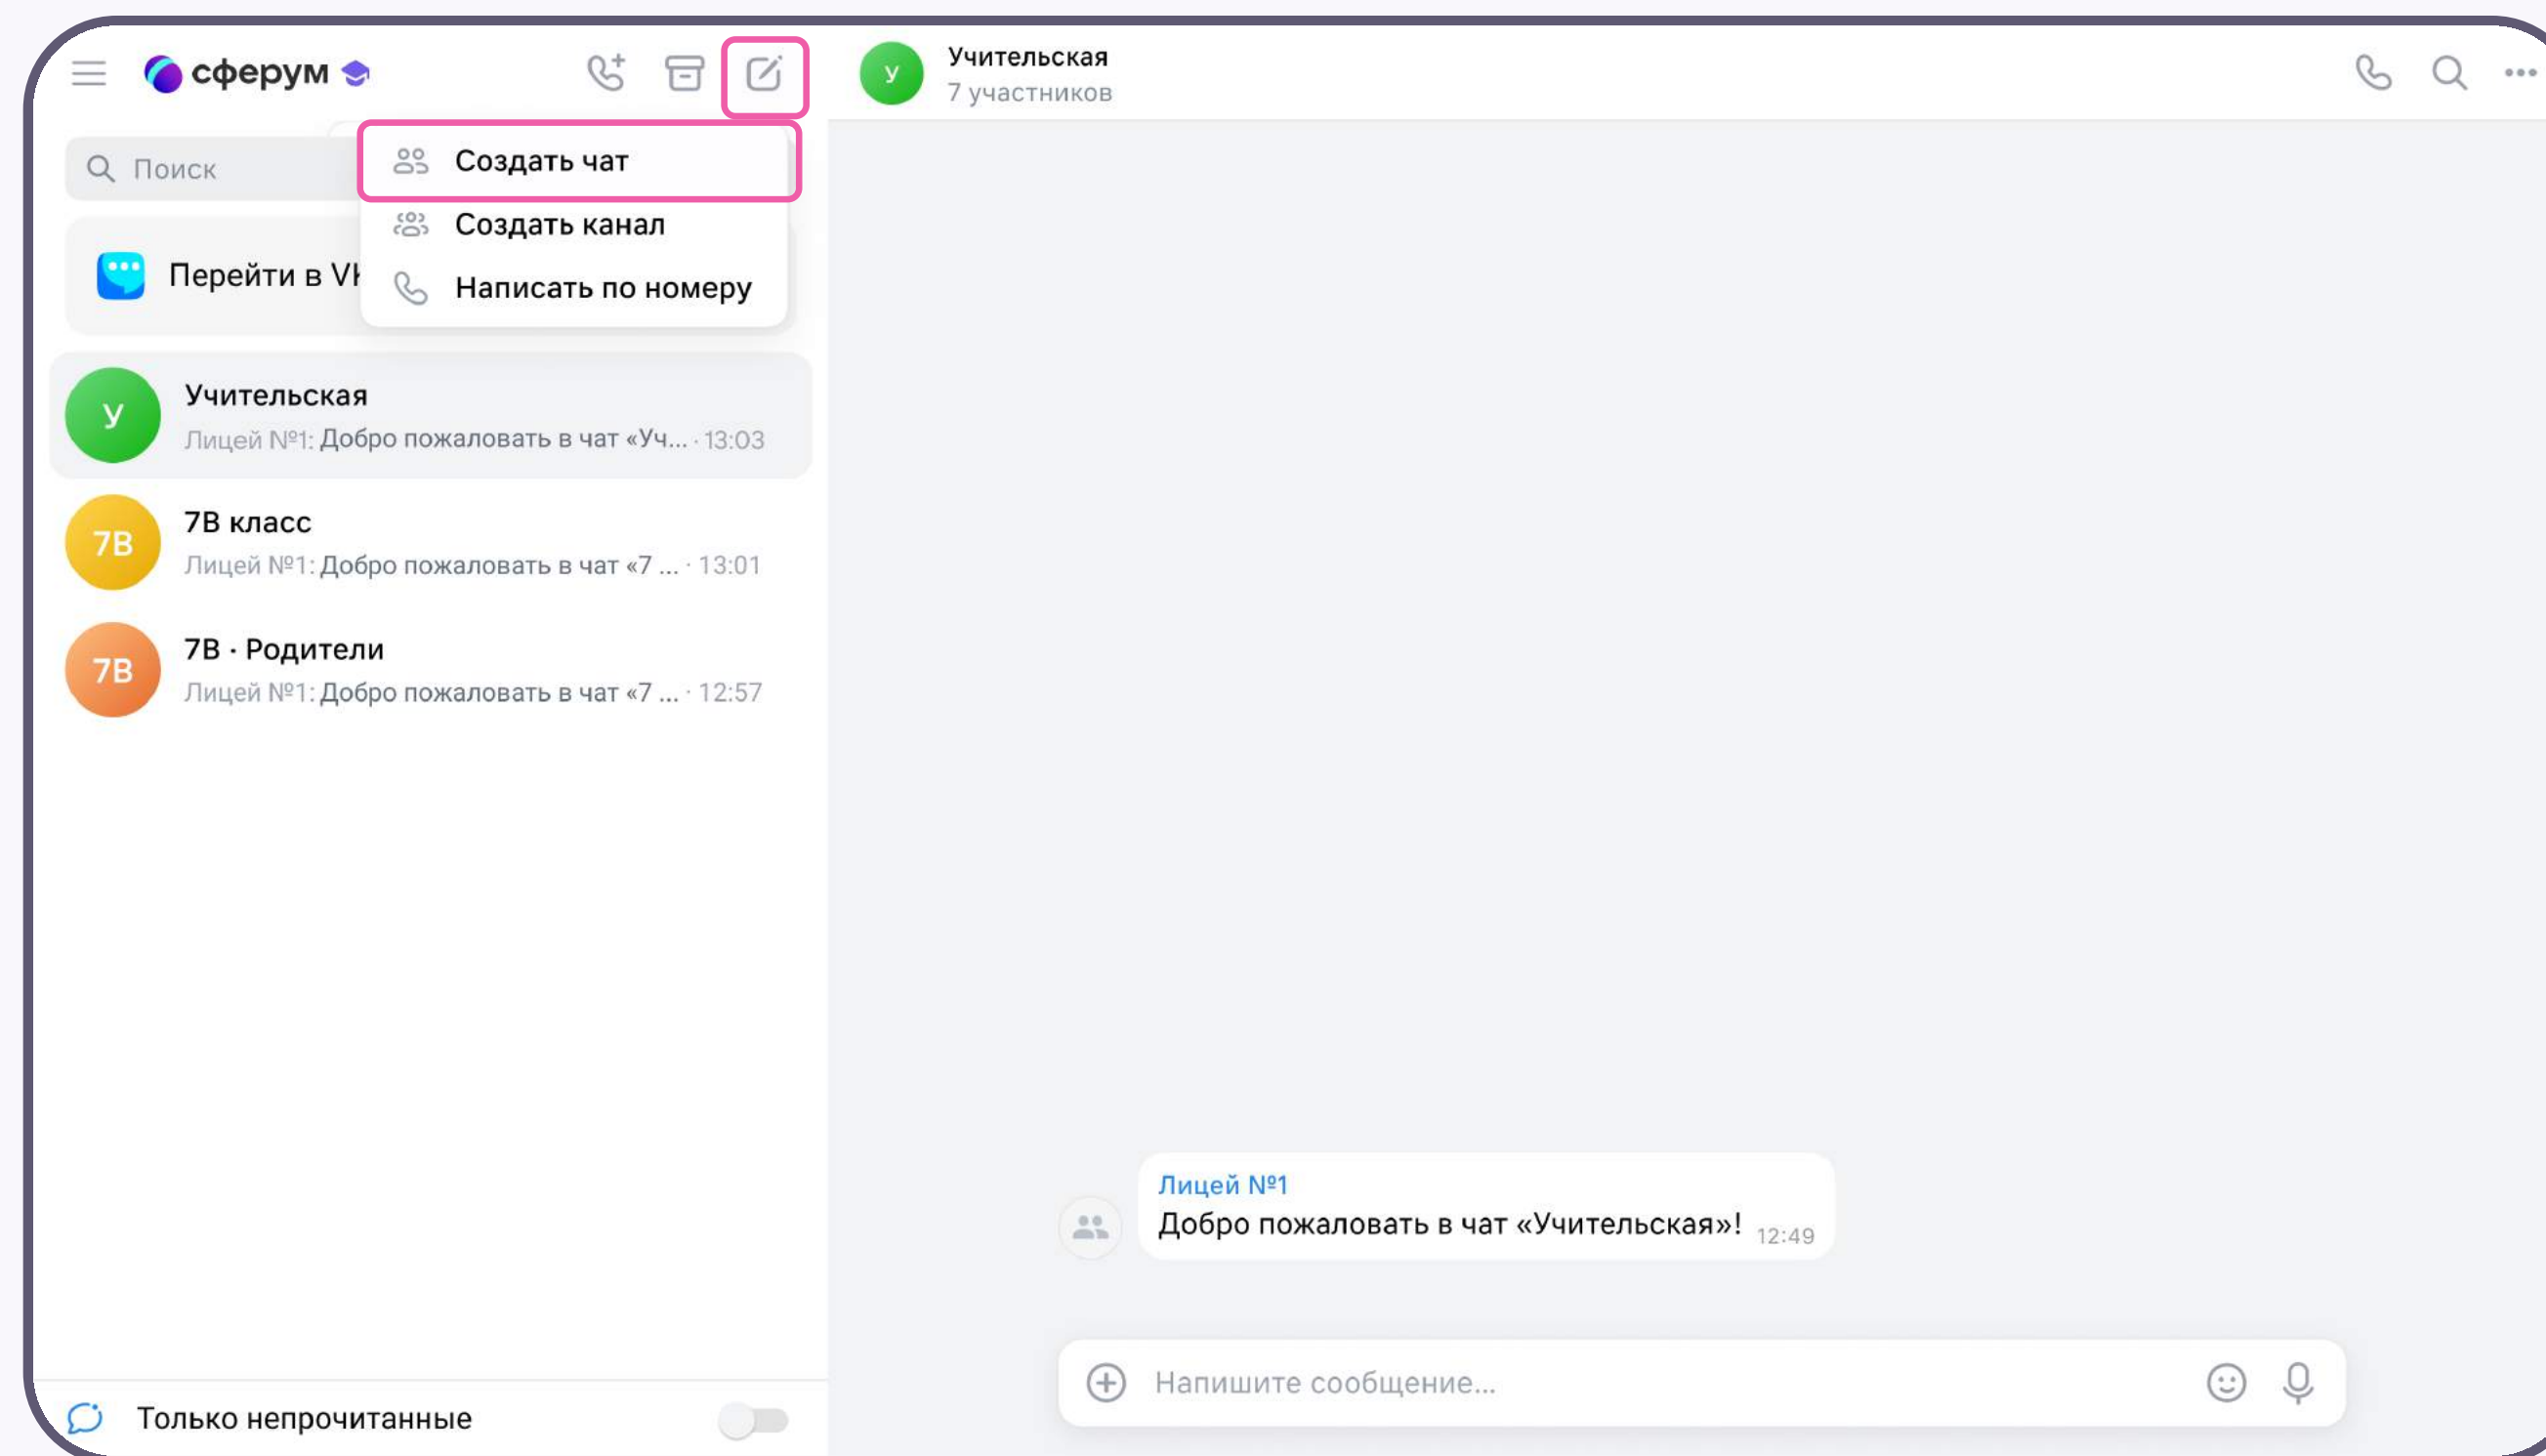 сферум
Поиск
Создать чат
Создать канал
Написать по номеру
Перейти в VK
Учительская
Лицей №1: Добро пожаловать в чат «Уч... · 13:03
7В
7В класс
Лицей №1: Добро пожаловать в чат «7 ... · 13:01
7В
7В · Родители
Лицей №1: Добро пожаловать в чат «7 ... · 12:57
Только непрочитанные
У
У
Учительская
7 участников
Лицей №1
Добро пожаловать в чат «Учительская»! 12:49
Напишите сообщение...